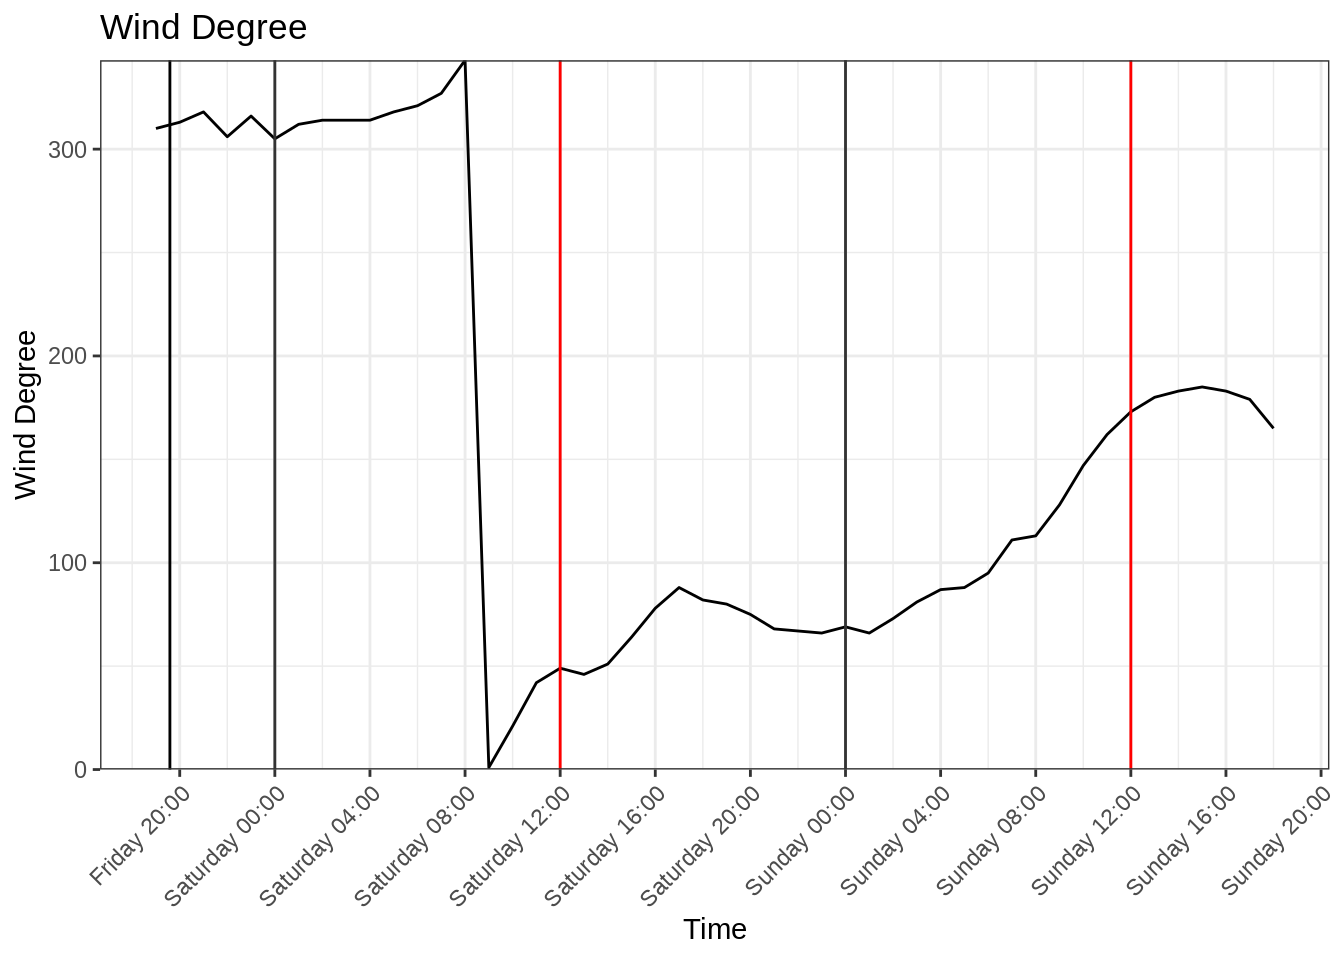 Wind Degree
Wind Degree
300
200
100
0
Friday 20:00
Saturday 00:00
Saturday 04:00
Saturday 08:00
Saturday 12:00
Saturday 16:00
Saturday 20:00
Sunday 00:00
Sunday 04:00
Sunday 08:00
Sunday 12:00
Sunday 16:00
Sunday 20:00
Time